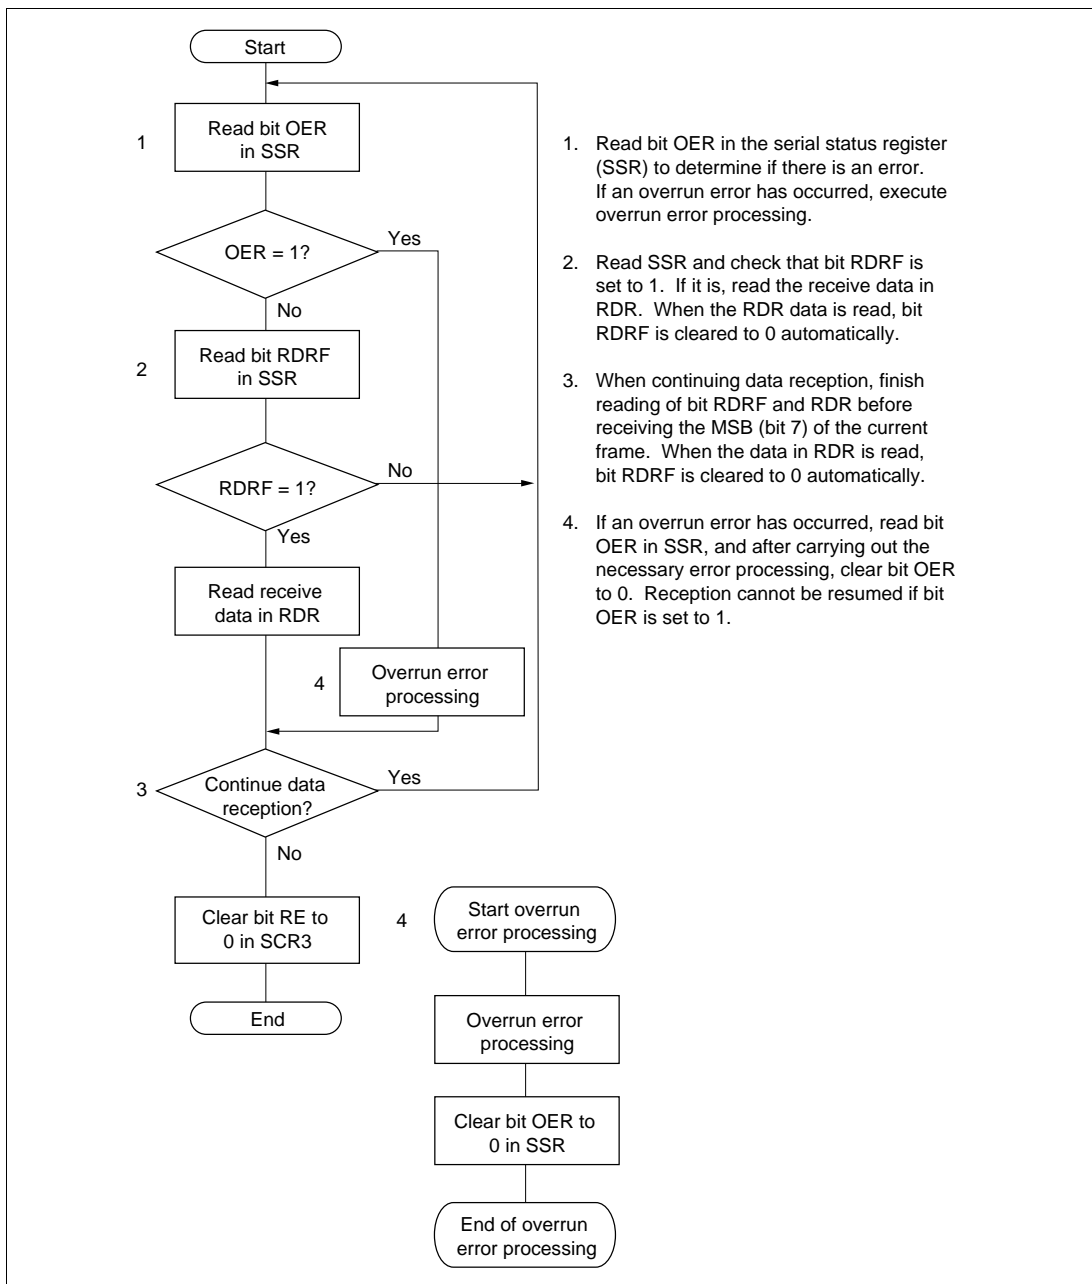 Start
1
Read bit OER
in SSR
OER = 1?
Yes
No
2
Read bit RDRF
in SSR
RDRF = 1?
No
Yes
Read receive
data in RDR
4
Overrun error
processing
3
Continue data
reception?
Yes
No
Clear bit RE to
0 in SCR3
End
4
Start overrun
error processing
Overrun error
processing
Clear bit OER to
0 in SSR
End of overrun
error processing
1. Read bit OER in the serial status register
(SSR) to determine if there is an error.
If an overrun error has occurred, execute
overrun error processing.
2. Read SSR and check that bit RDRF is
set to 1. If it is, read the receive data in
RDR. When the RDR data is read, bit
RDRF is cleared to 0 automatically.
3. When continuing data reception, finish
reading of bit RDRF and RDR before
receiving the MSB (bit 7) of the current
frame. When the data in RDR is read,
bit RDRF is cleared to 0 automatically.
4. If an overrun error has occurred, read bit
OER in SSR, and after carrying out the
necessary error processing, clear bit OER
to 0. Reception cannot be resumed if bit
OER is set to 1.